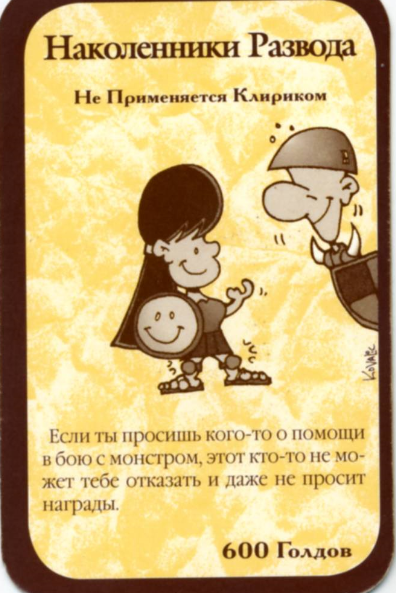 Наколенники Развода
Не Применяется Клириком
Если ты просишь кого-то о помощи
в бою с монстром, этот кто-то не мо-
жет тебе отказать и даже не просит
награды.
600 Голдов
Kovalic